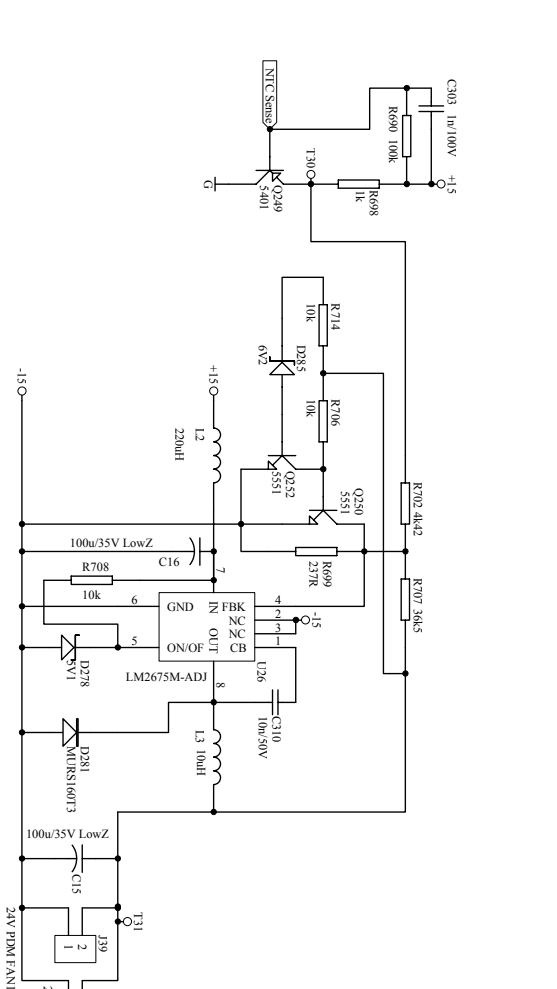 NTC Sense
C303 1n/100V
R690 100k
+15
T30
R698
1k
Q249
5401
G
R714
10k
D285
6V2
R706
10k
Q252
5551
Q250
5551
R702 4k42
R707 36k5
R699
237R
-15
+15
L2
220uH
100u/35V LowZ
C16
R708
10k
7
6
GND
IN
FBK
4
NC
2
NC
3
-15
5
ON/OF
OUT
CB
1
U26
LM2675M-ADJ
8
D278
5V1
C310
10n/50V
D281
MURS160T3
L3 10uH
100u/35V LowZ
C15
T31
J39
2
1
24V PDM FAN1
2